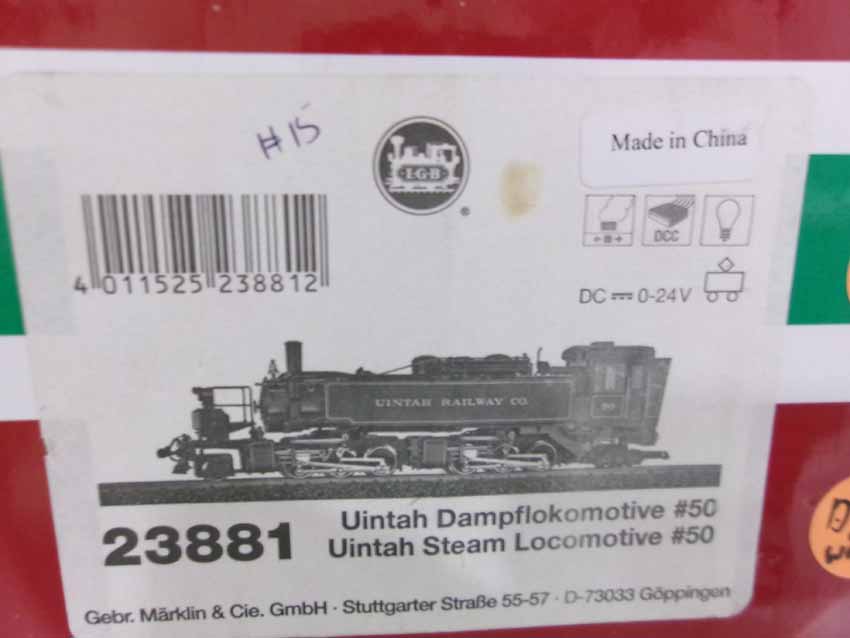 #15
LGB
®
Made in China
DCC
4 011525 238812
DC 0-24V
UINTAH RAILWAY CO.
50
23881
Uintah Dampflokomotive #50
Uintah Steam Locomotive #50
Gebr. Märklin & Cie. GmbH · Stuttgarter Straße 55-57 · D-73033 Göppingen